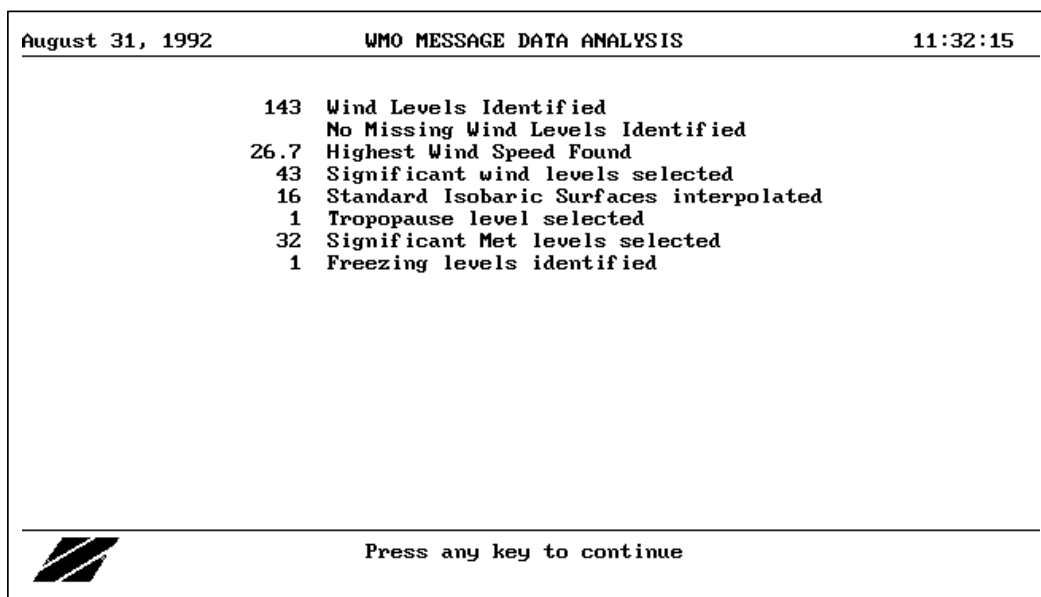 August 31, 1992 WMO MESSAGE DATA ANALYSIS 11:32:15
143 Wind Levels Identified
No Missing Wind Levels Identified
26.7 Highest Wind Speed Found
43 Significant wind levels selected
16 Standard Isobaric Surfaces interpolated
1 Tropopause level selected
32 Significant Met levels selected
1 Freezing levels identified
Press any key to continue